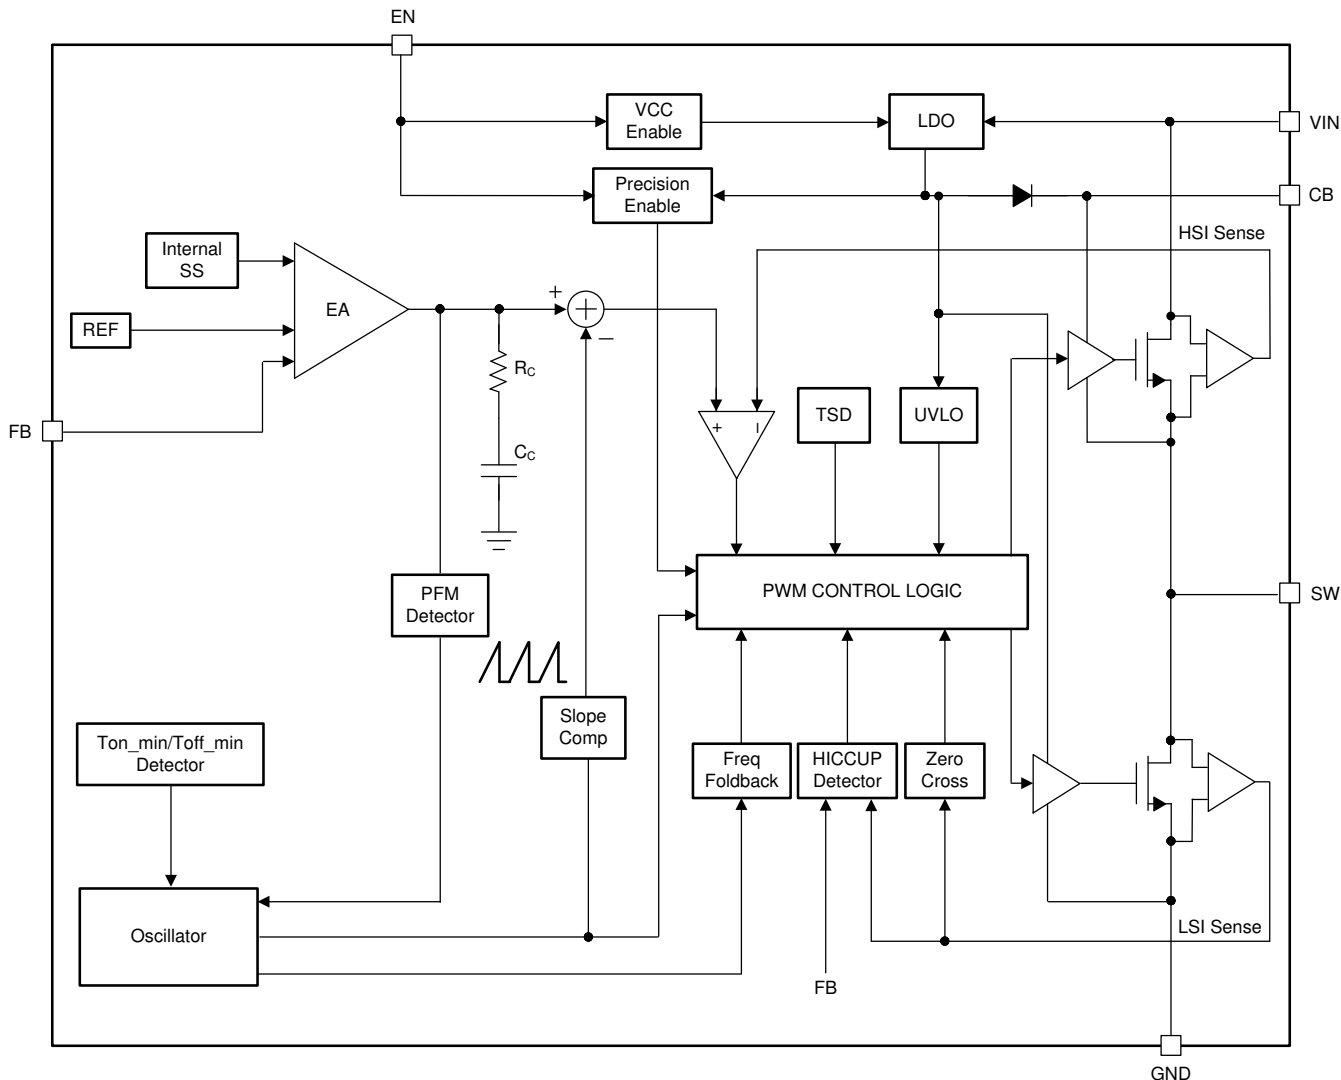 EN
VCC
Enable
LDO
VIN
Precision
Enable
CB
HSI Sense
Internal
SS
EA
+
REF
−
RC
TSD
UVLO
FB
+
−
CC
PWM CONTROL LOGIC
SW
PFM
Detector
Slope
Comp
Ton_min/Toff_min
Detector
Freq
Foldback
HICCUP
Detector
Zero
Cross
Oscillator
LSI Sense
FB
GND